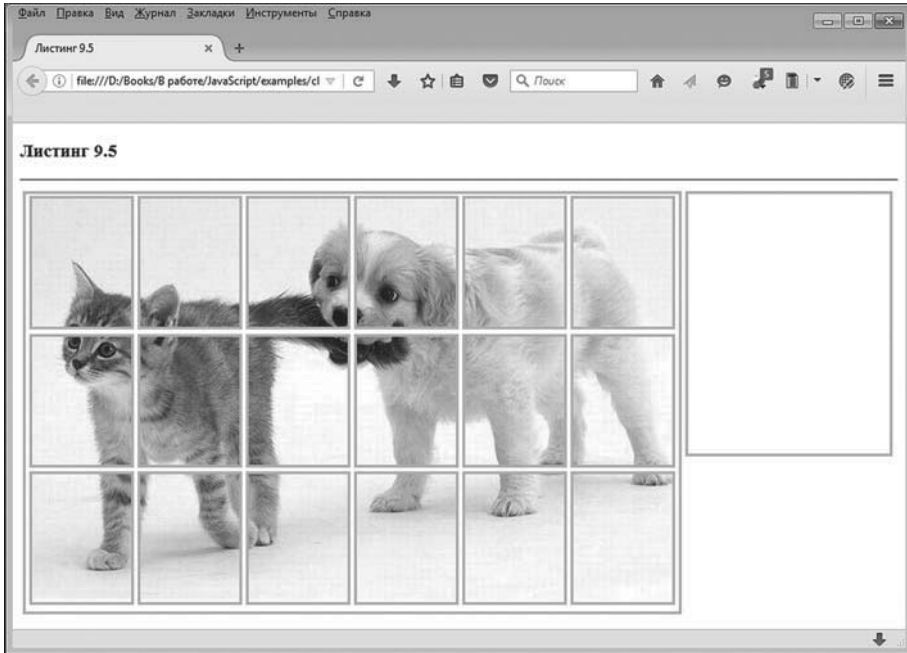 Файл Правка Вид Журнал Закладки Инструменты Справка
Листинг 9.5
file:///D:/Books/В работе/JavaScript/examples/cl
Поиск
5
Листинг 9.5